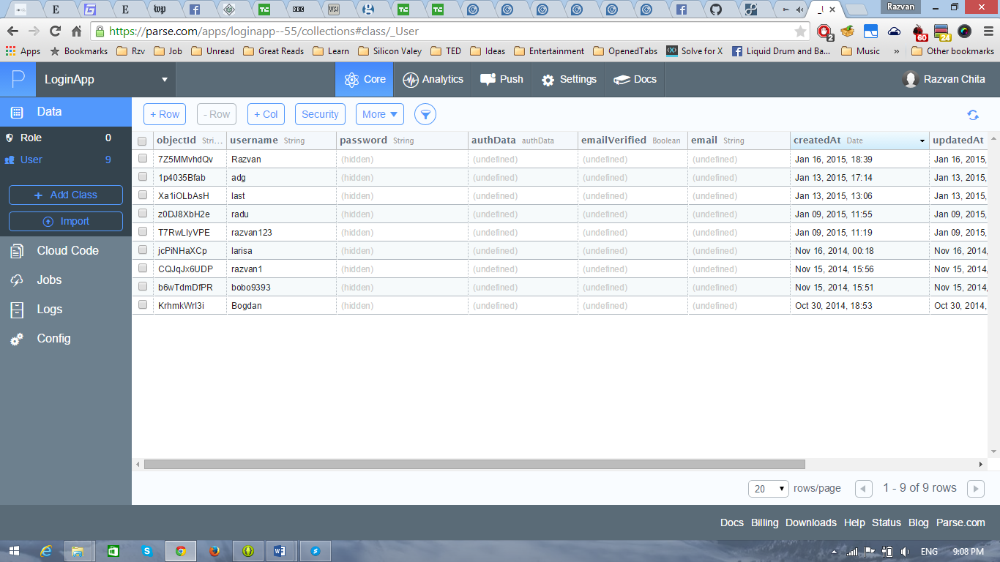 Razvan
https://parse.com/apps/loginapp--55/collections#class/_User
2 60 24
Apps Bookmarks Rzv Job Unread Great Reads Learn Silicon Valey TED Ideas Entertainment OpenedTabs Solve for X Liquid Drum and Ba... Music » Other bookmarks
LoginApp Core Analytics Push Settings Docs Razvan Chita
Data
Role 0
User 9
+ Add Class
Import
Cloud Code
Jobs
Logs
Config
+ Row - Row + Col Security More
objectId Stri... username String password String authData authData emailVerified Boolean email String createdAt Date updatedAt
7Z5MMvhdQv Razvan (hidden) (undefined) (undefined) (undefined) Jan 16, 2015, 18:39 Jan 16, 2015,
1p4035Bfab adg (hidden) (undefined) (undefined) (undefined) Jan 13, 2015, 17:14 Jan 13, 2015,
Xa1iOLbAsH last (hidden) (undefined) (undefined) (undefined) Jan 13, 2015, 13:06 Jan 13, 2015,
z0DJ8XbH2e radu (hidden) (undefined) (undefined) (undefined) Jan 09, 2015, 11:55 Jan 09, 2015,
T7RwLIyVPE razvan123 (hidden) (undefined) (undefined) (undefined) Jan 09, 2015, 11:19 Jan 09, 2015,
jcPiNHaXCp larisa (hidden) (undefined) (undefined) (undefined) Nov 16, 2014, 00:18 Nov 16, 2014,
CQJqJx6UDP razvan1 (hidden) (undefined) (undefined) (undefined) Nov 15, 2014, 15:56 Nov 15, 2014,
b6wTdmDfPR bobo9393 (hidden) (undefined) (undefined) (undefined) Nov 15, 2014, 15:51 Nov 15, 2014,
KrhmkWrI3i Bogdan (hidden) (undefined) (undefined) (undefined) Oct 30, 2014, 18:53 Oct 30, 2014,
20 rows/page 1 - 9 of 9 rows
Docs Billing Downloads Help Status Blog Parse.com
ENG 9:08 PM